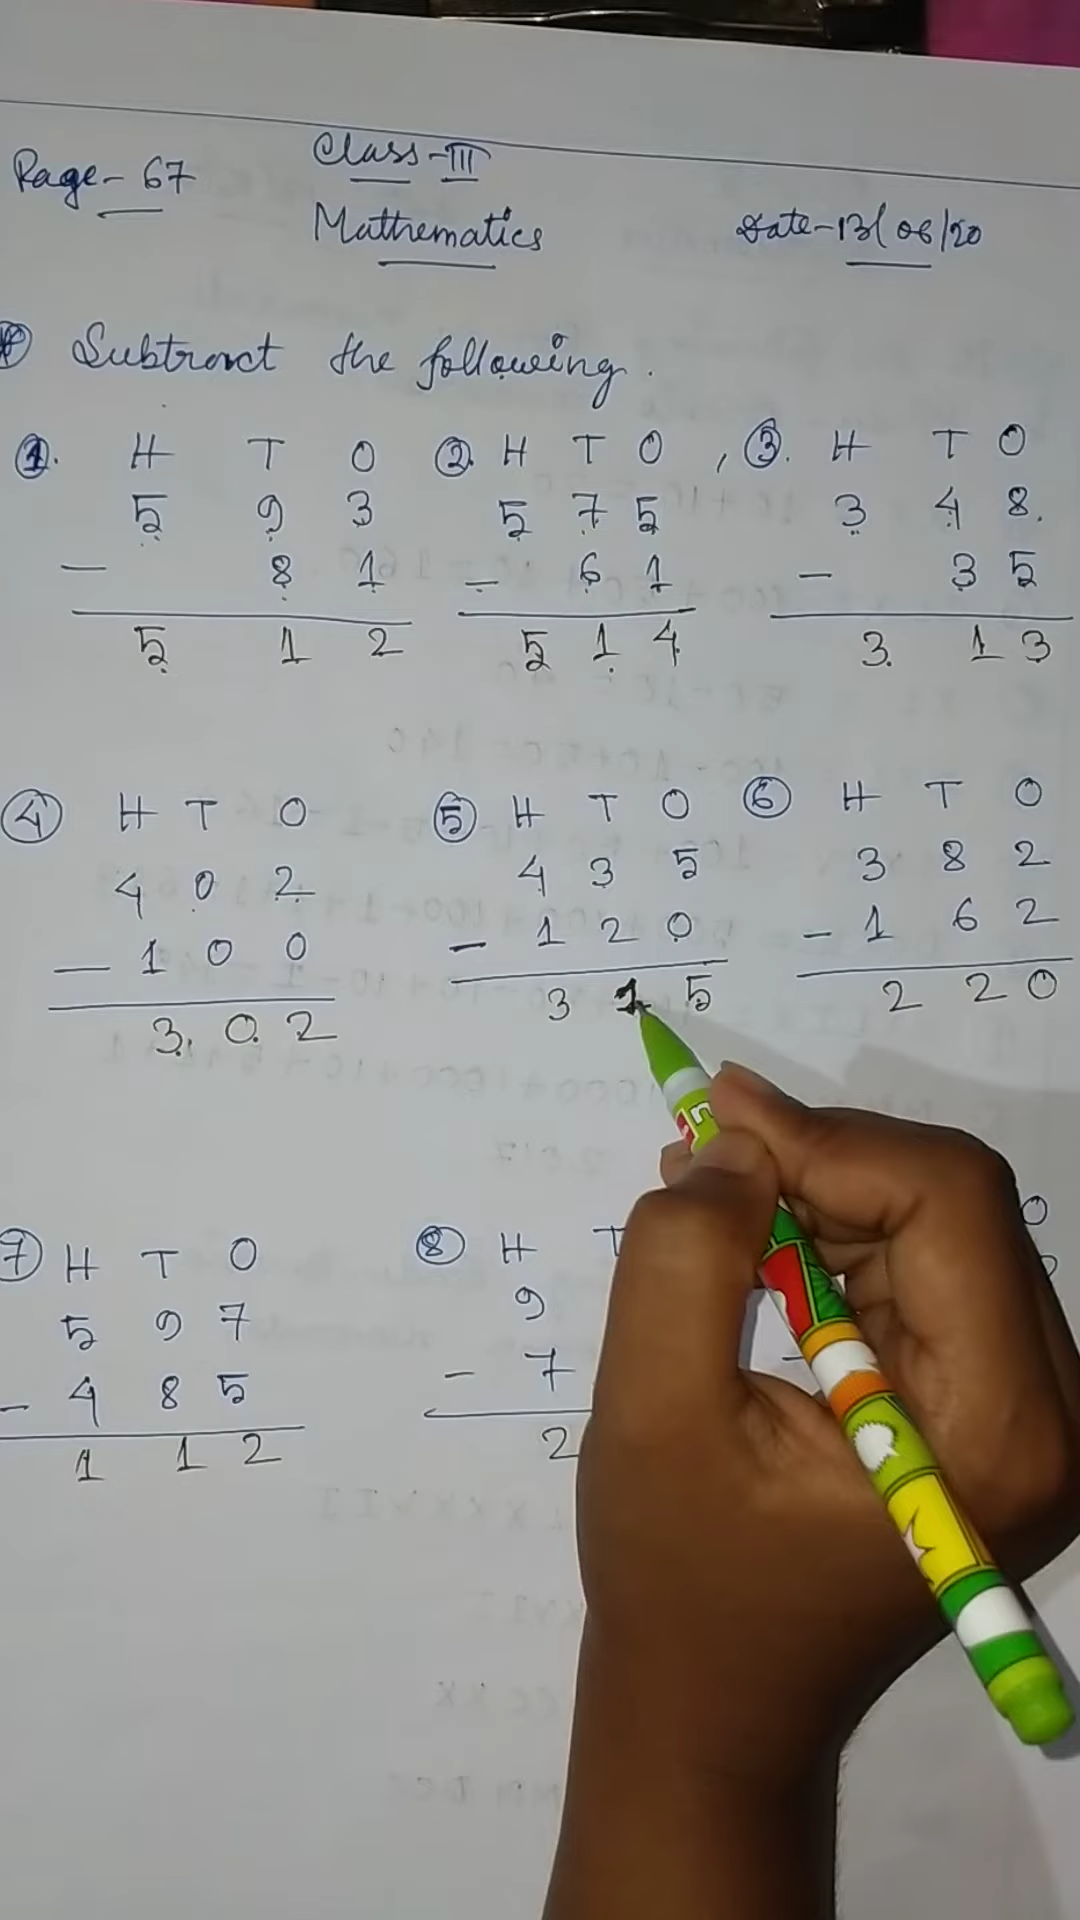 Page- 67
Class-III
Mathematics
Date-13/06/20
Subtract the following.
1. H T O
5 9 3
- 8 1
5 1 2
2. H T O ,
5 7 5
- 6 1
5 1 4
3. H T O
3 4 8
- 3 5
3 1 3
4 H T O
4 0 2
- 1 0 0
3 0 2
5 H T O
4 3 5
- 1 2 0
3 1 5
6 H T O
3 8 2
- 1 6 2
2 2 0
7 H T O
5 9 7
- 4 8 5
1 1 2
8 H T
9
- 7
2
O
-